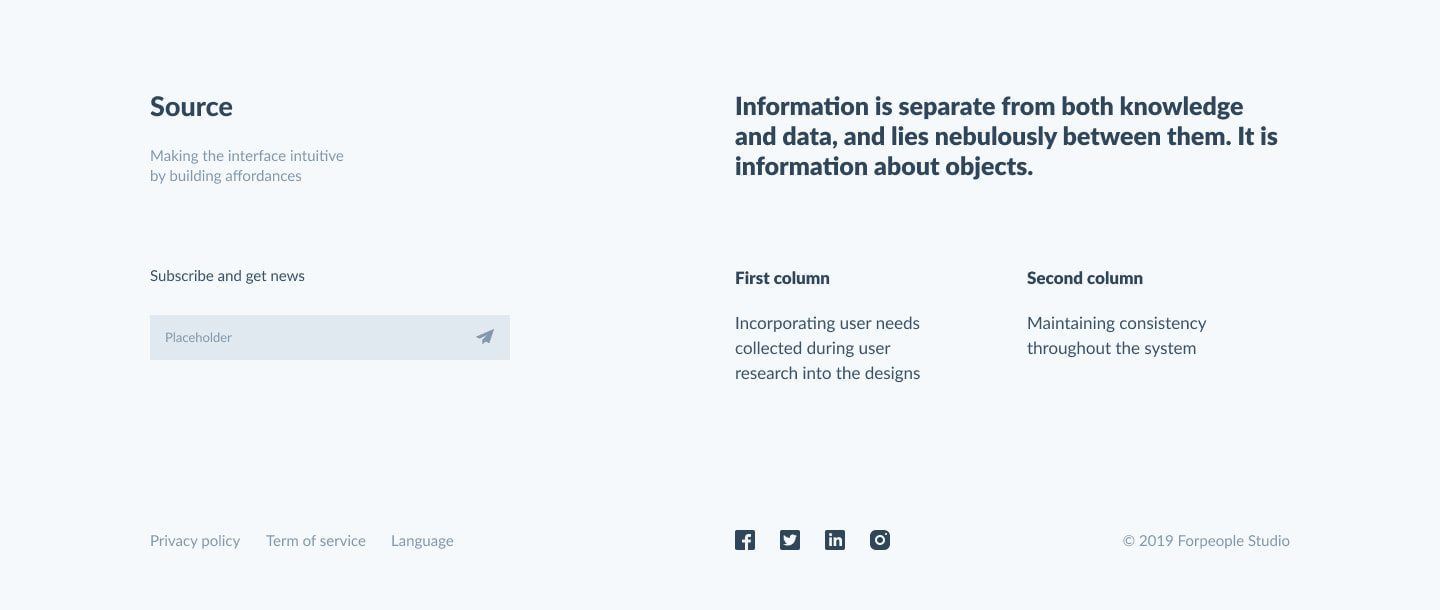 Source
Making the interface intuitive
by building affordances
Subscribe and get news
Placeholder
Information is separate from both knowledge
and data, and lies nebulously between them. It is
information about objects.
First column
Incorporating user needs
collected during user
research into the designs
Second column
Maintaining consistency
throughout the system
Privacy policy
Term of service
Language
© 2019 Forpeople Studio